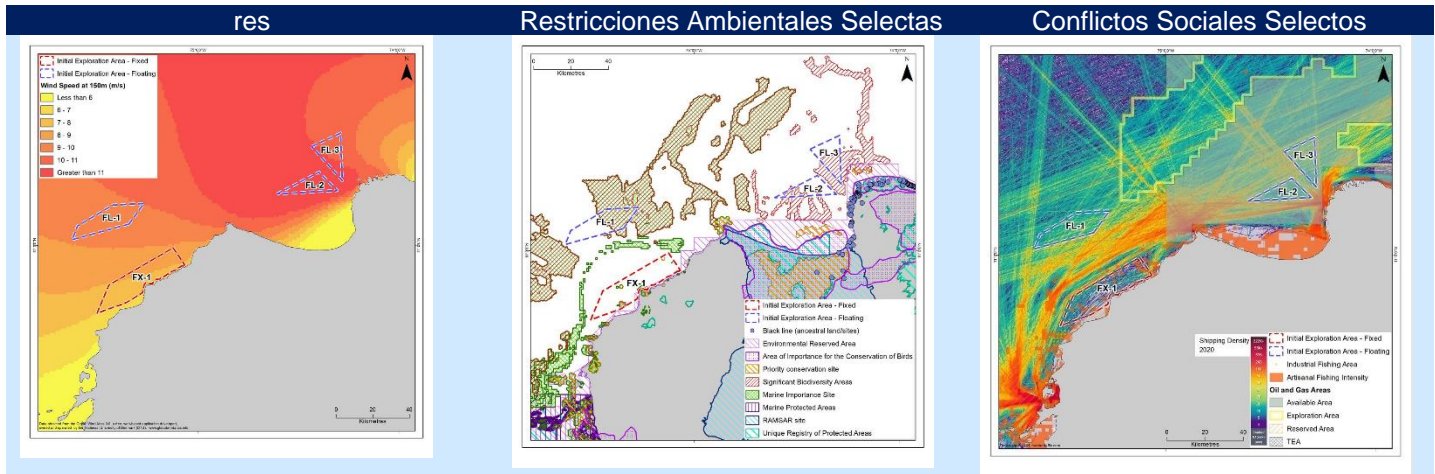 res
Restricciones Ambientales Selectas
Conflictos Sociales Selectos
Initial Exploration Area - Fixed
Initial Exploration Area - Floating
Wind Speed at 150m (m/s)
Less than 6
6 - 7
7 - 8
8 - 9
9 - 10
10 - 11
Greater than 11
N
FL-3
FL-2
FL-1
FX-1
0 20 40
Kilometres
0 20 40
Kilometres
N
FL-3
FL-2
FL-1
FX-1
Initial Exploration Area - Fixed
Initial Exploration Area - Floating
Black line (ancestral land/sites)
Environmental Reserved Area
Area of Importance for the Conservation of Birds
Priority conservation site
Significant Biodiversity Areas
Marine Importance Site
Marine Protected Areas
RAMSAR site
Unique Registry of Protected Areas
N
FL-3
FL-2
FL-1
FX-1
Shipping Density
2020
Initial Exploration Area - Fixed
Initial Exploration Area - Floating
Industrial Fishing Area
Artisanal Fishing Intensity
Oil and Gas Areas
Available Area
Exploration Area
Reserved Area
TEA
0 20 40
Kilometres